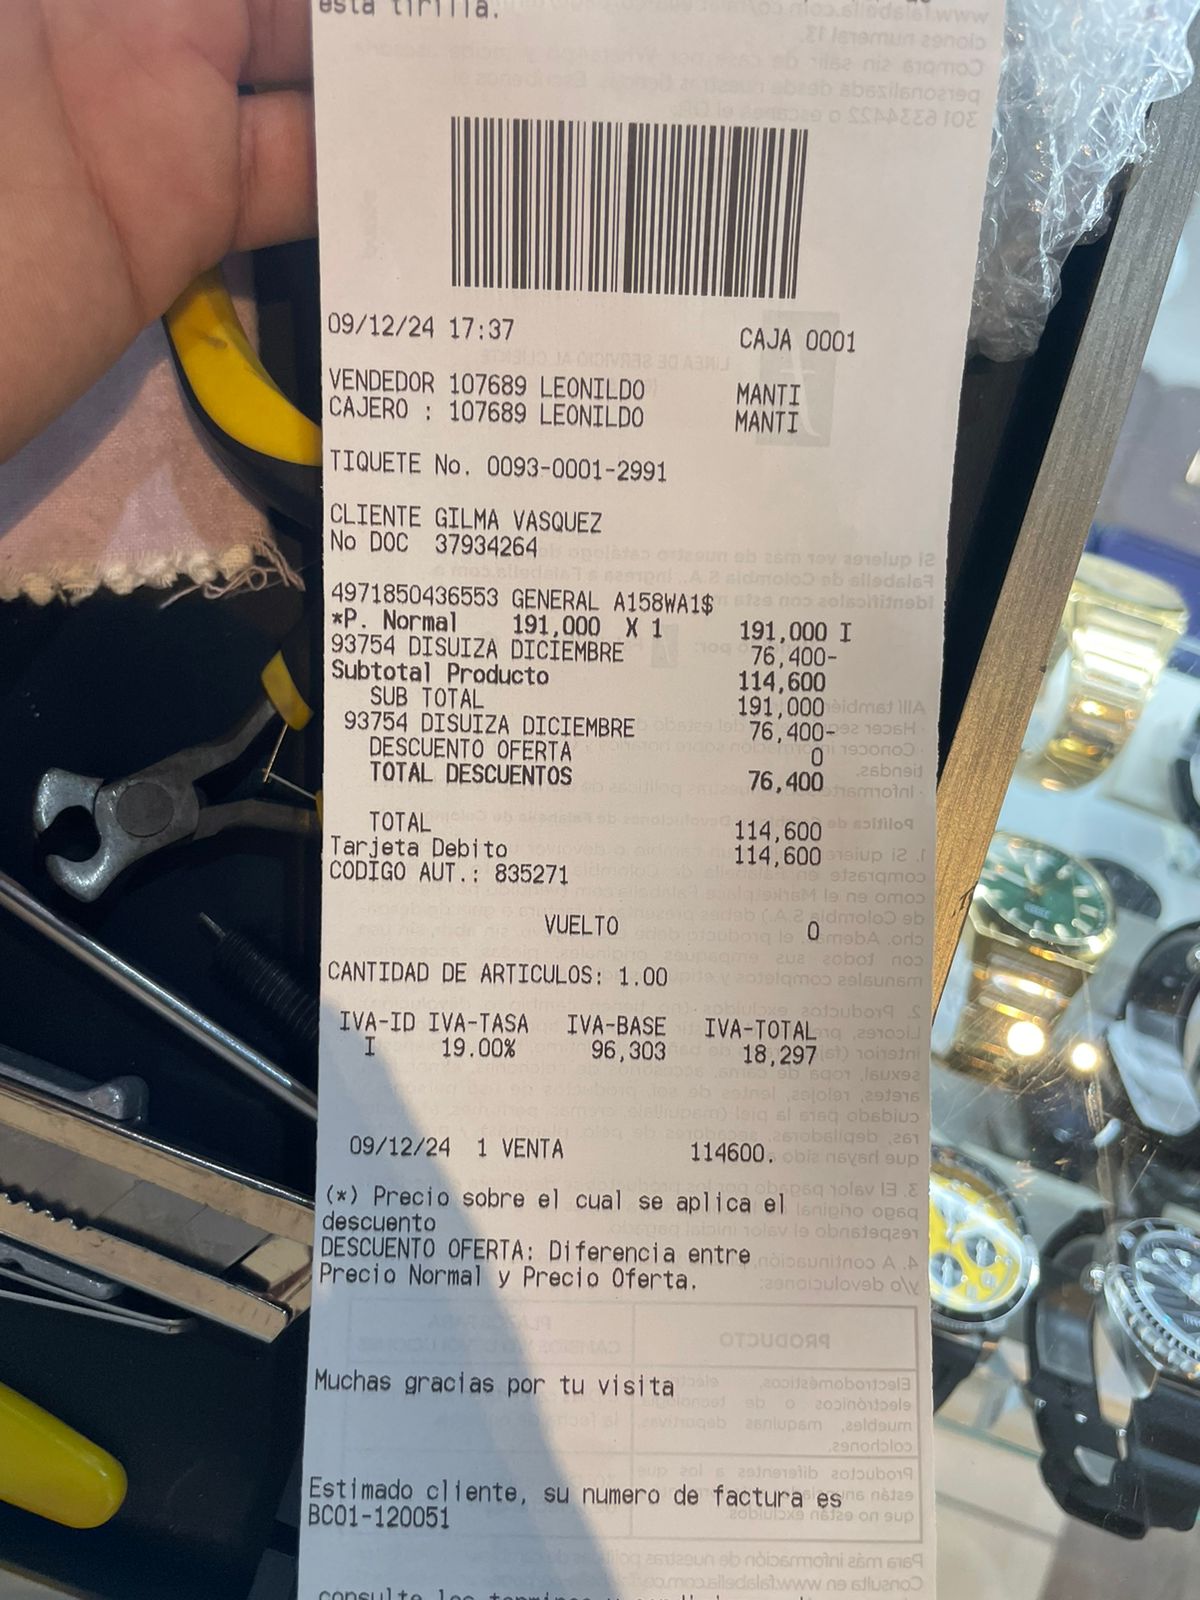 esta tirilla.
09/12/24 17:37 CAJA 0001
VENDEDOR 107689 LEONILDO MANTI
CAJERO : 107689 LEONILDO MANTI
TIQUETE No. 0093-0001-2991
CLIENTE GILMA VASQUEZ
No DOC 37934264
4971850436553 GENERAL A158WA1$
*P. Normal 191,000 X 1 191,000 I
93754 DISUIZA DICIEMBRE 76,400-
Subtotal Producto 114,600
SUB TOTAL 191,000
93754 DISUIZA DICIEMBRE 76,400-
DESCUENTO OFERTA 0
TOTAL DESCUENTOS 76,400
TOTAL 114,600
Tarjeta Debito 114,600
CODIGO AUT.: 835271
VUELTO 0
CANTIDAD DE ARTICULOS: 1.00
IVA-ID IVA-TASA IVA-BASE IVA-TOTAL
I 19.00% 96,303 18,297
09/12/24 1 VENTA 114600.
(*) Precio sobre el cual se aplica el
descuento
DESCUENTO OFERTA: Diferencia entre
Precio Normal y Precio Oferta.
Muchas gracias por tu visita
Estimado cliente, su numero de factura es
BC01-120051